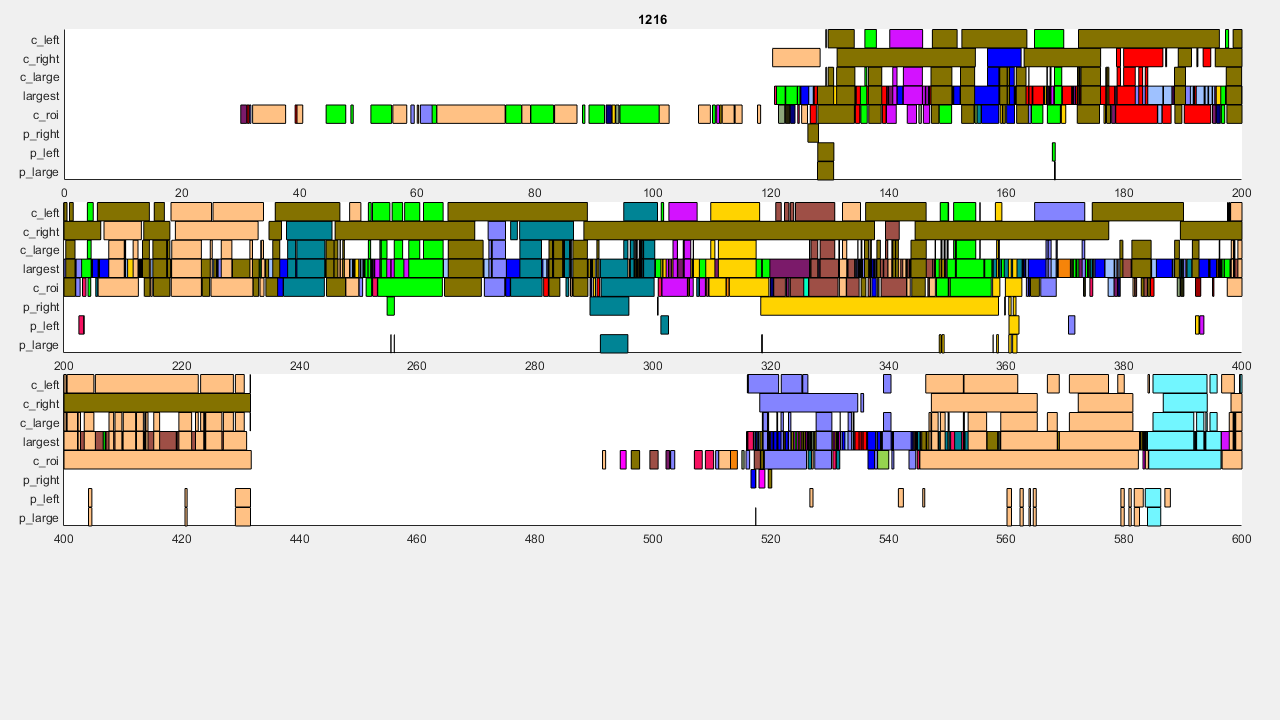 1216
c_left
c_right
c_large
largest
c_roi
p_right
p_left
p_large
0 20 40 60 80 100 120 140 160 180 200
c_left
c_right
c_large
largest
c_roi
p_right
p_left
p_large
200 220 240 260 280 300 320 340 360 380 400
c_left
c_right
c_large
largest
c_roi
p_right
p_left
p_large
400 420 440 460 480 500 520 540 560 580 600